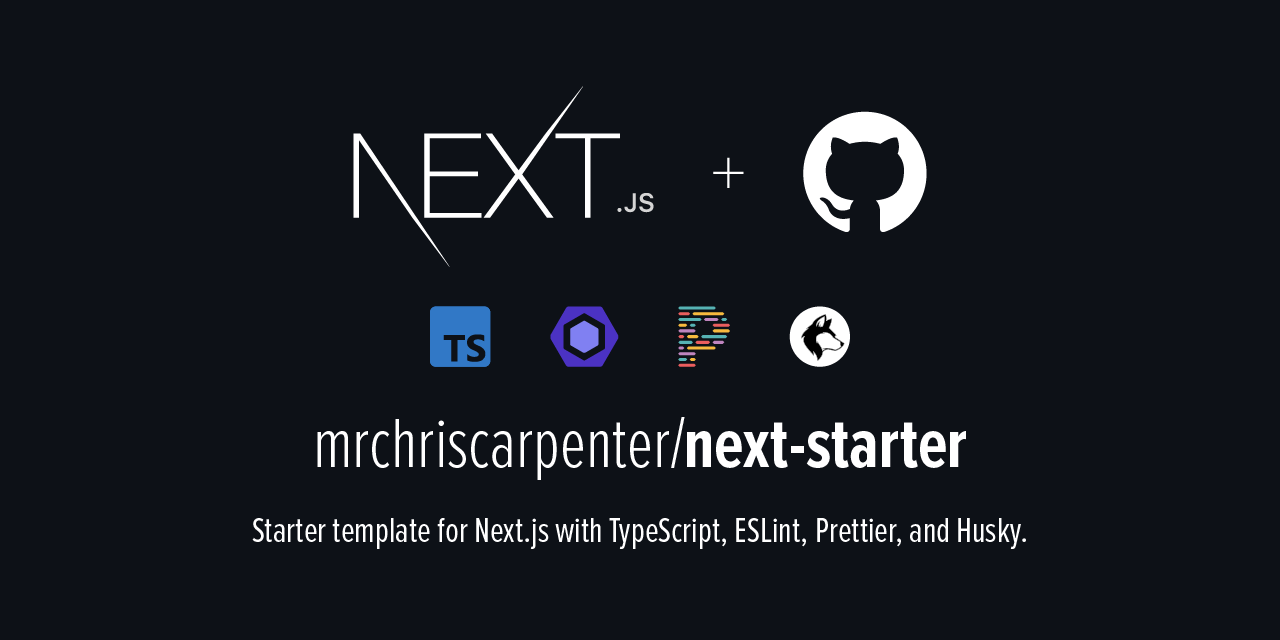 NEXT.JS +
TS
mrchriscarpenter/next-starter
Starter template for Next.js with TypeScript, ESLint, Prettier, and Husky.